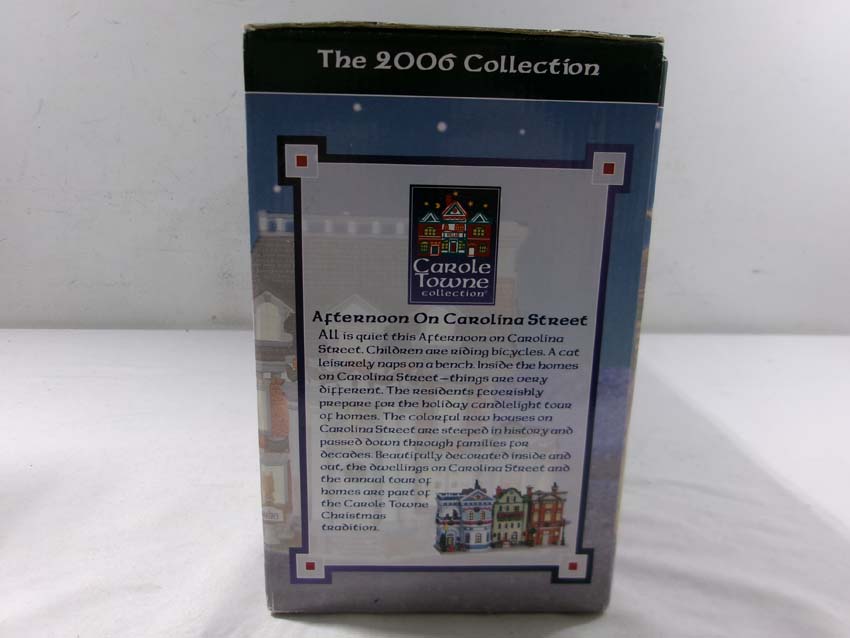 The 2006 Collection
Carole
Towne
collection®
Afternoon On Carolina Street
All is quiet this Afternoon on Carolina
Street. Children are riding bicycles. A cat
leisurely naps on a bench. Inside the homes
on Carolina Street—things are very
different. The residents feverishly
prepare for the holiday candlelight tour
of homes. The colorful row houses on
Carolina Street are steeped in history and
passed down through families for
decades. Beautifully decorated inside and
out, the dwellings on Carolina Street and
the annual tour of
homes are part of
the Carole Towne
Christmas
tradition.